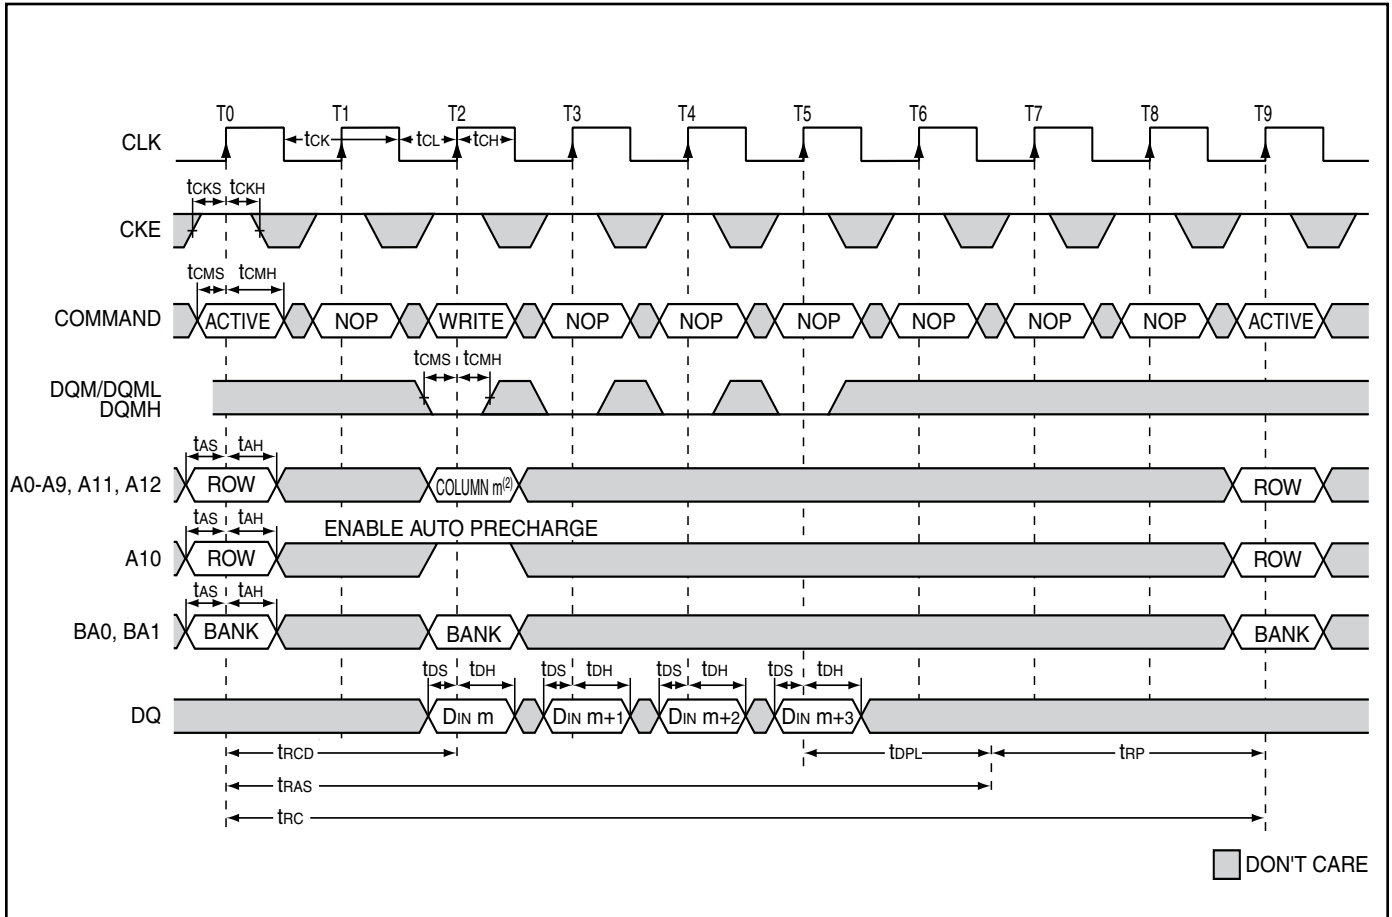 T0 T1 T2 T3 T4 T5 T6 T7 T8 T9
CLK tCK tCL tCH
tCKS tCKH
CKE
tCMS tCMH
COMMAND ACTIVE NOP WRITE NOP NOP NOP NOP NOP NOP ACTIVE
tCMS tCMH
DQM/DQML
DQMH
tAS tAH
A0-A9, A11, A12 ROW COLUMN m(2) ROW
tAS tAH ENABLE AUTO PRECHARGE
A10 ROW ROW
tAS tAH
BA0, BA1 BANK BANK BANK
tDS tDH tDS tDH tDS tDH tDS tDH
DQ DIN m DIN m+1 DIN m+2 DIN m+3
tRCD tDPL tRP
tRAS
tRC
DON'T CARE